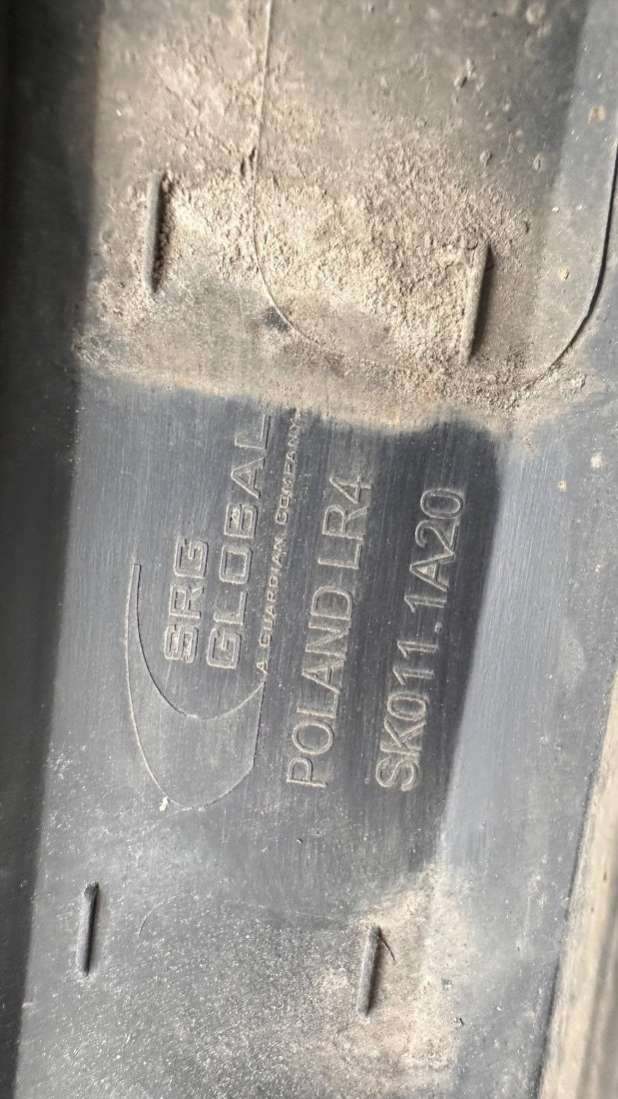 SRG
GLOBAL
A GUARDIAN COMPANY
POLAND LR4
SK011.1A20